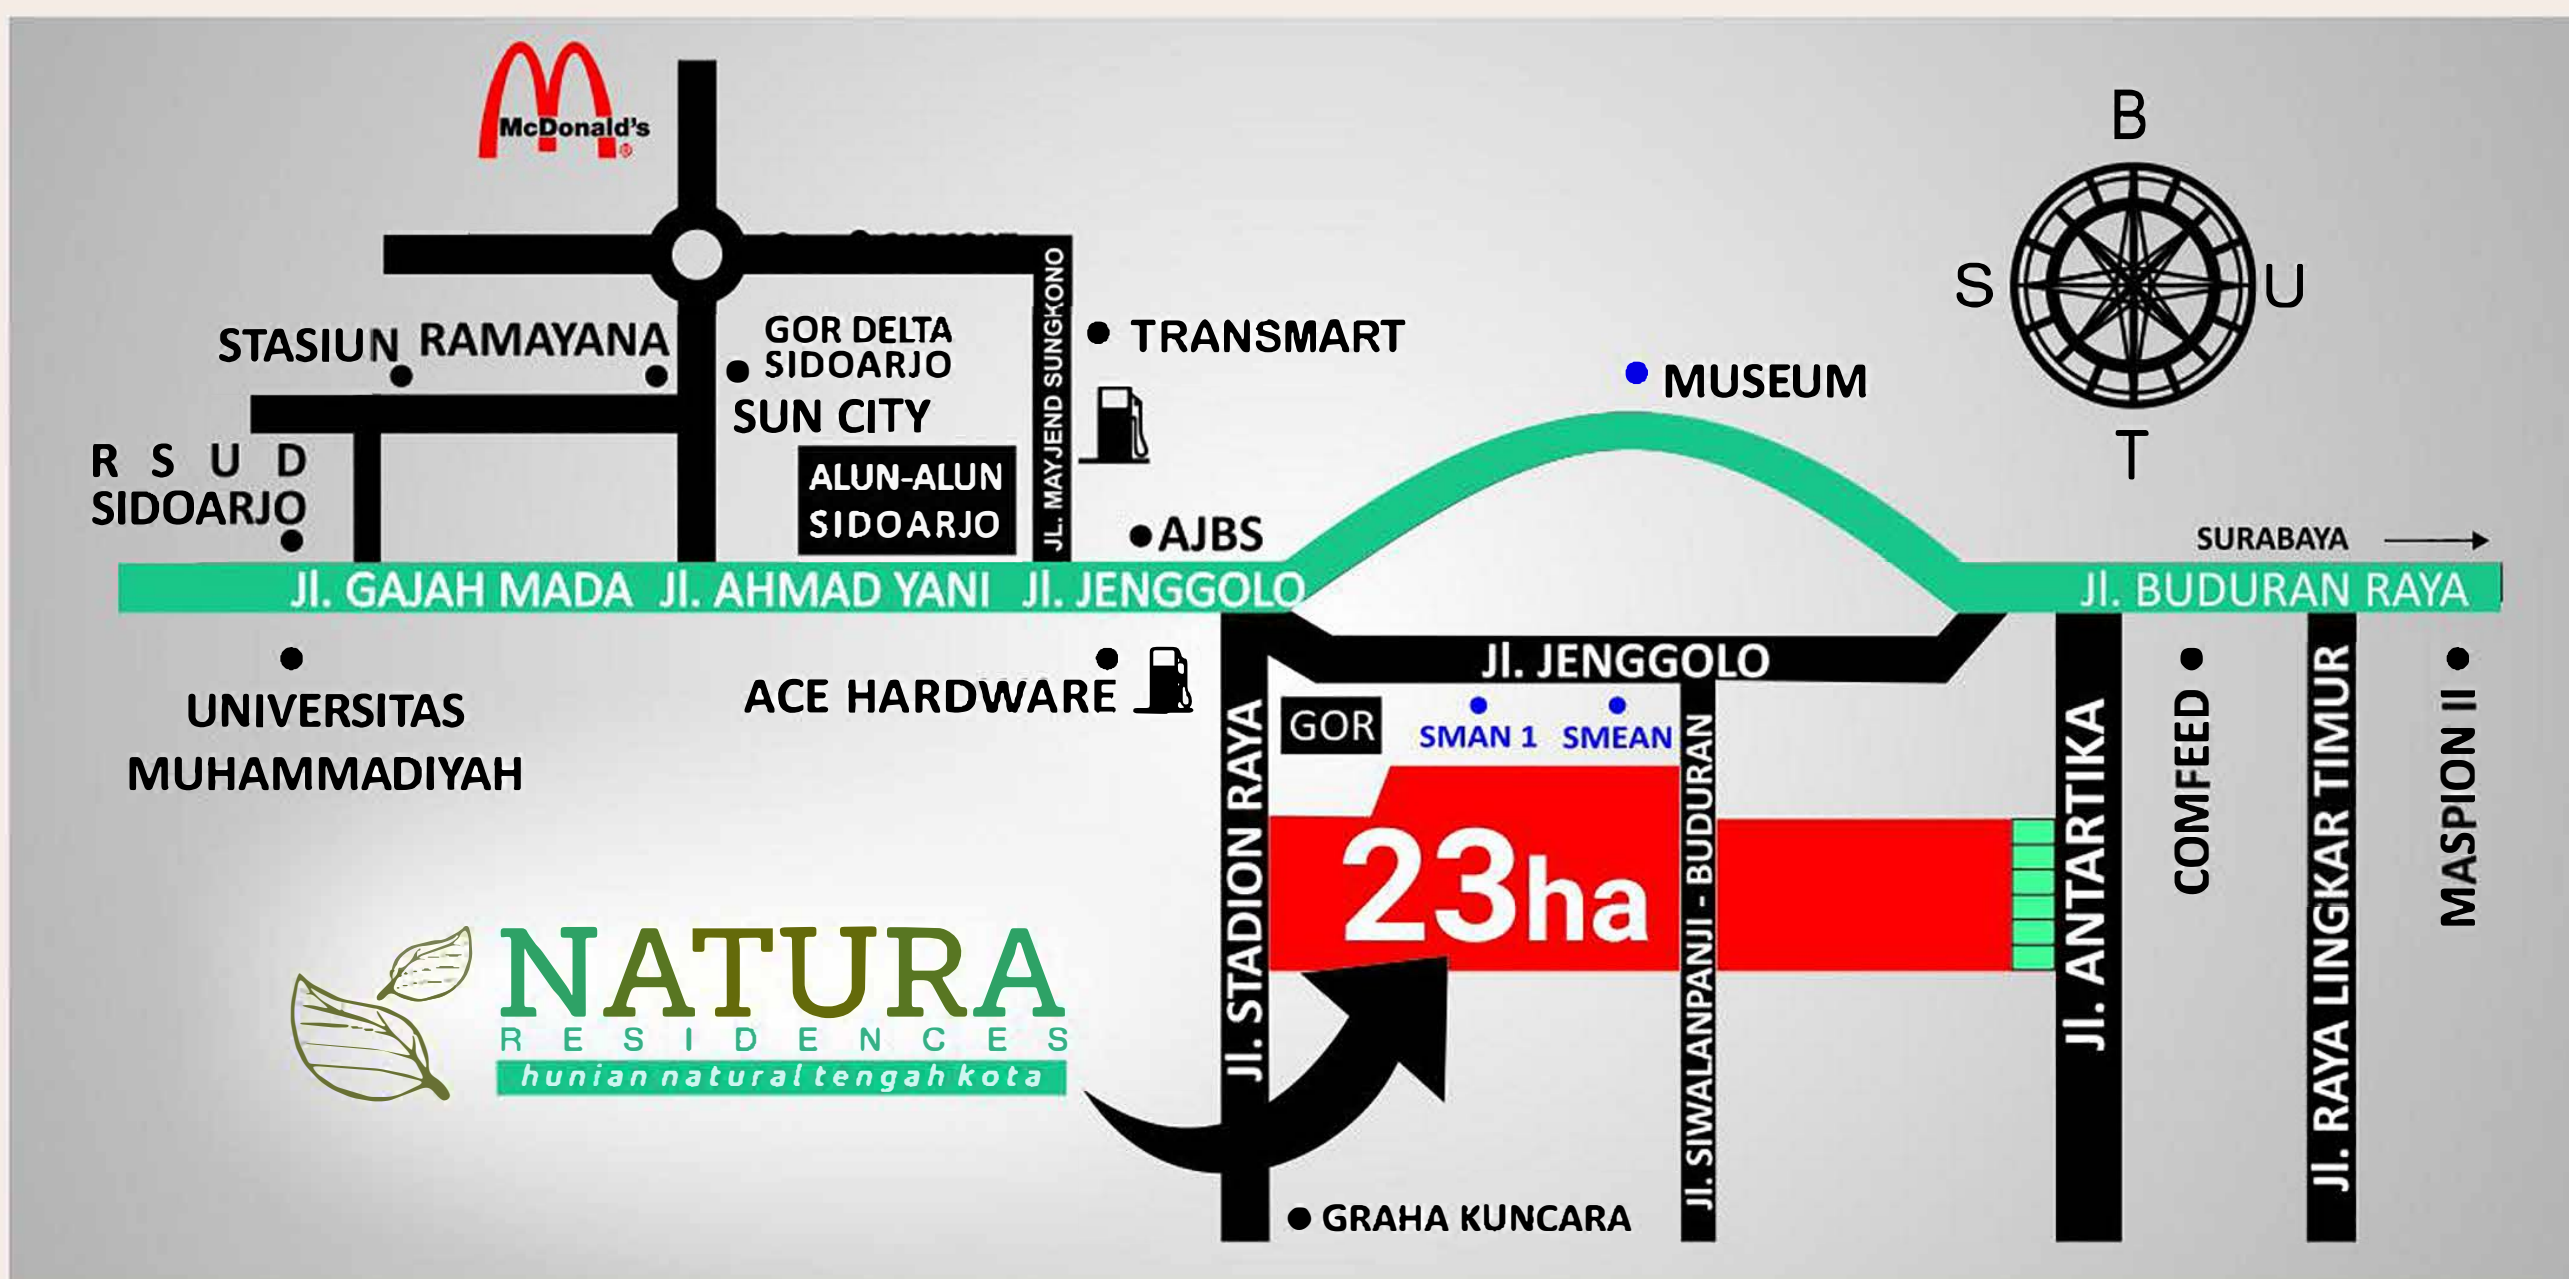 McDonald's
B
S
U
T
STASIUN
RAMAYANA
GOR DELTA
SIDOARJO
SUN CITY
JL. MAYJEND SUNGKONO
TRANSMART
MUSEUM
R S U D
SIDOARJO
ALUN-ALUN
SIDOARJO
AJBS
SURABAYA
Jl. GAJAH MADA
Jl. AHMAD YANI
Jl. JENGGOLO
Jl. BUDURAN RAYA
UNIVERSITAS
MUHAMMADIYAH
ACE HARDWARE
Jl. JENGGOLO
GOR
SMAN 1
SMEAN
Jl. STADION RAYA
23ha
Jl. SIWALANPANJI - BUDURAN
Jl. ANTARTIKA
COMFEED
Jl. RAYA LINGKAR TIMUR
MASPION II
NATURA
RESIDENCES
hunian natural tengah kota
GRAHA KUNCARA